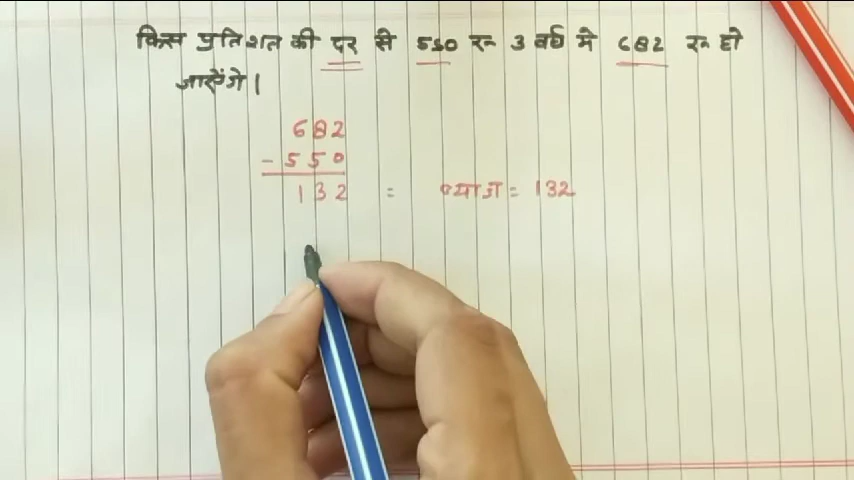 किस प्रतिशत की दर से 550 रू 3 वर्ष मे 682 रू हो
जायेंगे।
682
- 550
132 = ब्याज = 132